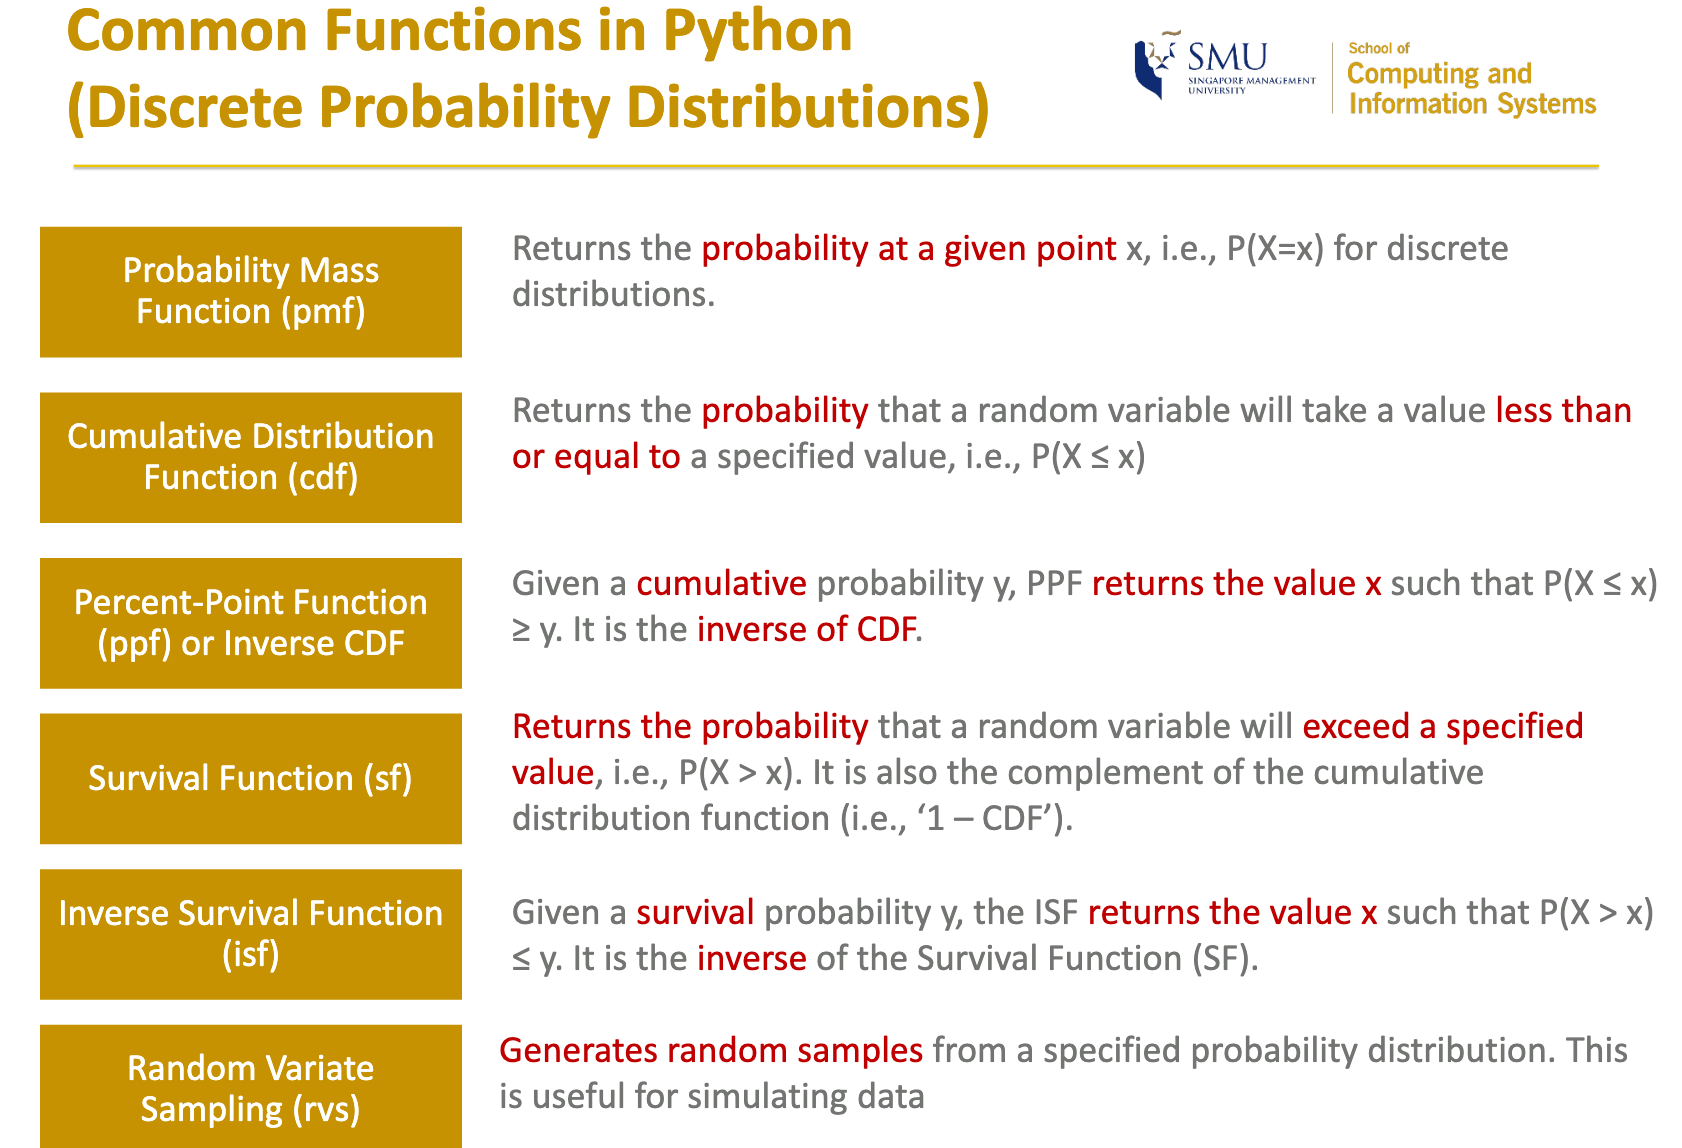 Common Functions in Python
(Discrete Probability Distributions)
SMU
SINGAPORE MANAGEMENT
UNIVERSITY
School of
Computing and
Information Systems
Probability Mass
Function (pmf)
Returns the probability at a given point x, i.e., P(X=x) for discrete
distributions.
Cumulative Distribution
Function (cdf)
Returns the probability that a random variable will take a value less than
or equal to a specified value, i.e., P(X ≤ x)
Percent-Point Function
(ppf) or Inverse CDF
Given a cumulative probability y, PPF returns the value x such that P(X ≤ x)
≥ y. It is the inverse of CDF.
Survival Function (sf)
Returns the probability that a random variable will exceed a specified
value, i.e., P(X > x). It is also the complement of the cumulative
distribution function (i.e., ‘1 – CDF’).
Inverse Survival Function
(isf)
Given a survival probability y, the ISF returns the value x such that P(X > x)
≤ y. It is the inverse of the Survival Function (SF).
Random Variate
Sampling (rvs)
Generates random samples from a specified probability distribution. This
is useful for simulating data